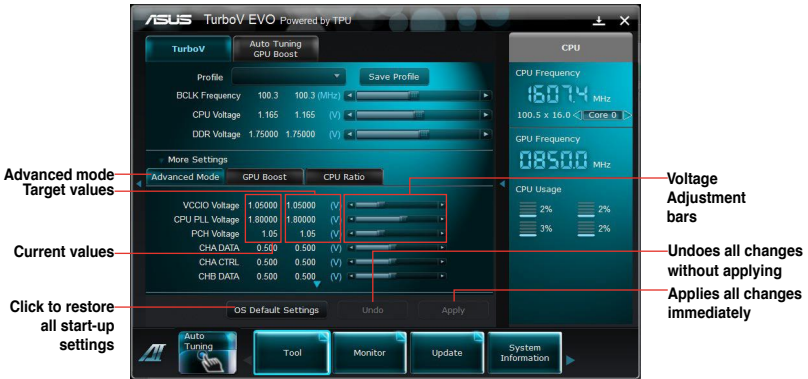 ASUS TurboV EVO Powered by TPU
TurboV
Auto Tuning
GPU Boost
Profile
Save Profile
BCLK Frequency 100.3 100.3 (MHz)
CPU Voltage 1.165 1.165 (V)
DDR Voltage 1.75000 1.75000 (V)
More Settings
Advanced Mode GPU Boost CPU Ratio
VCCIO Voltage 1.05000 1.05000 (V)
CPU PLL Voltage 1.80000 1.80000 (V)
PCH Voltage 1.05 1.05 (V)
CHA DATA 0.500 0.500 (V)
CHA CTRL 0.500 0.500 (V)
CHB DATA 0.500 0.500 (V)
OS Default Settings Undo Apply
CPU
CPU Frequency
1607.4 MHz
100.5 x 16.0 Core 0
GPU Frequency
0850.0 MHz
CPU Usage
2% 2%
3% 2%
Auto
Tuning
Tool
Monitor
Update
System
Information
Advanced mode
Target values
Current values
Click to restore
all start-up
settings
Voltage
Adjustment
bars
Undoes all changes
without applying
Applies all changes
immediately